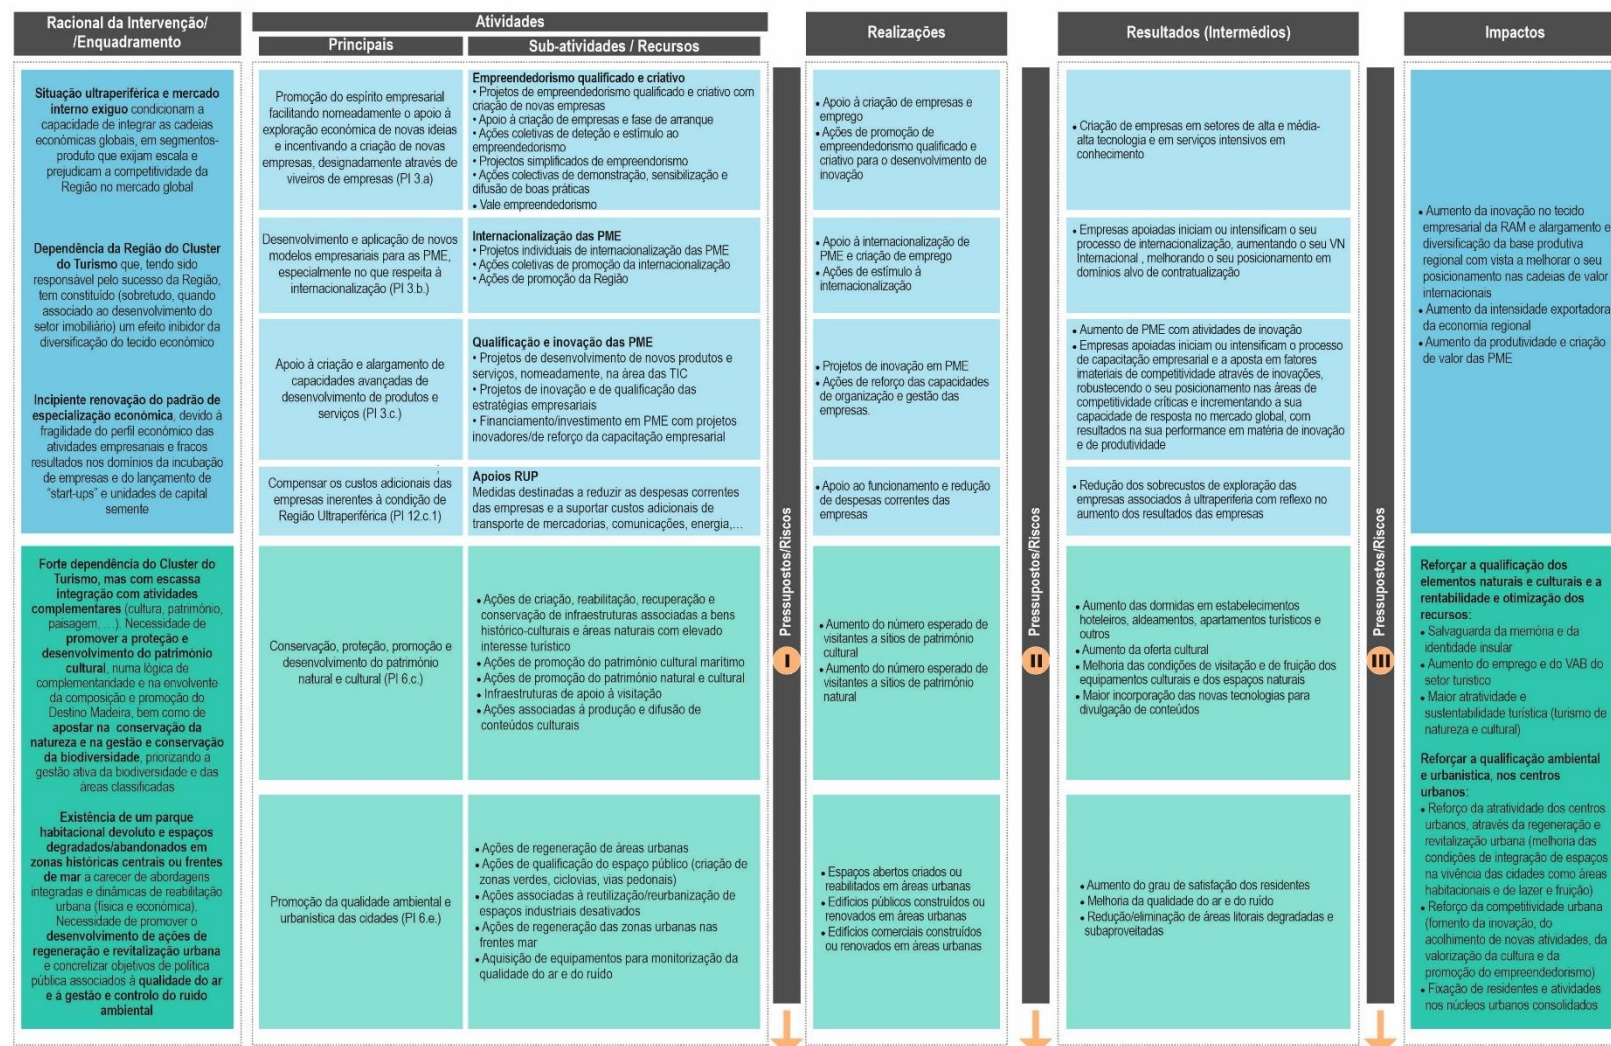 Racional da Intervenção/
/Enquadramento
Atividades
Principais
Sub-atividades / Recursos
Realizações
Resultados (Intermédios)
Impactos
Situação ultraperiférica e mercado
interno exíguo condicionam a
capacidade de integrar as cadeias
económicas globais, em segmentos-
produto que exijam escala e
prejudicam a competitividade da
Região no mercado global
Dependência da Região do Cluster
do Turismo que, tendo sido
responsável pelo sucesso da Região,
tem constituído (sobretudo, quando
associado ao desenvolvimento do
setor imobiliário) um efeito inibidor da
diversificação do tecido económico
Incipiente renovação do padrão de
especialização económica, devido à
fragilidade do perfil económico das
atividades empresariais e fracos
resultados nos domínios da incubação
de empresas e do lançamento de
“start-ups” e unidades de capital
semente
Promoção do espírito empresarial
facilitando nomeadamente o apoio à
exploração económica de novas ideias
e incentivando a criação de novas
empresas, designadamente através de
viveiros de empresas (PI 3.a)
Empreendedorismo qualificado e criativo
• Projetos de empreendedorismo qualificado e criativo com
criação de novas empresas
• Apoio à criação de empresas e fase de arranque
• Ações coletivas de deteção e estímulo ao
empreendedorismo
• Projectos simplificados de empreendorismo
• Ações colectivas de demonstração, sensibilização e
difusão de boas práticas
• Vale empreendedorismo
• Apoio à criação de empresas e
emprego
• Ações de promoção de
empreendedorismo qualificado e
criativo para o desenvolvimento de
inovação
• Criação de empresas em setores de alta e média-
alta tecnologia e em serviços intensivos em
conhecimento
Desenvolvimento e aplicação de novos
modelos empresariais para as PME,
especialmente no que respeita à
internacionalização (PI 3.b.)
Internacionalização das PME
• Projetos individuais de internacionalização das PME
• Ações coletivas de promoção da internacionalização
• Ações de promoção da Região
• Apoio à internacionalização de
PME e criação de emprego
• Ações de estímulo à
internacionalização
• Empresas apoiadas iniciam ou intensificam o seu
processo de internacionalização, aumentando o seu VN
Internacional , melhorando o seu posicionamento em
domínios alvo de contratualização
Apoio à criação e alargamento de
capacidades avançadas de
desenvolvimento de produtos e
serviços (PI 3.c.)
Qualificação e inovação das PME
• Projetos de desenvolvimento de novos produtos e
serviços, nomeadamente, na área das TIC
• Projetos de inovação e de qualificação das
estratégias empresariais
• Financiamento/investimento em PME com projetos
inovadores/de reforço da capacitação empresarial
• Projetos de inovação em PME
• Ações de reforço das capacidades
de organização e gestão das
empresas.
• Aumento de PME com atividades de inovação
• Empresas apoiadas iniciam ou intensificam o processo
de capacitação empresarial e a aposta em fatores
imateriais de competitividade através de inovações,
robustecendo o seu posicionamento nas áreas de
competitividade críticas e incrementando a sua
capacidade de resposta no mercado global, com
resultados na sua performance em matéria de inovação
e de produtividade
;
Compensar os custos adicionais das
empresas inerentes à condição de
Região Ultraperiférica (PI 12.c.1)
Apoios RUP
Medidas destinadas a reduzir as despesas correntes
das empresas e a suportar custos adicionais de
transporte de mercadorias, comunicações, energia,...
• Apoio ao funcionamento e redução
de despesas correntes das
empresas
• Redução dos sobrecustos de exploração das
empresas associados à ultraperiferia com reflexo no
aumento dos resultados das empresas
• Aumento da inovação no tecido
empresarial da RAM e alargamento e
diversificação da base produtiva
regional com vista a melhorar o seu
posicionamento nas cadeias de valor
internacionais
• Aumento da intensidade exportadora
da economia regional
• Aumento da produtividade e criação
de valor das PME
Pressupostos/Riscos
I
Pressupostos/Riscos
II
Pressupostos/Riscos
III
Forte dependência do Cluster do
Turismo, mas com escassa
integração com atividades
complementares (cultura, património,
paisagem, ...). Necessidade de
promover a proteção e
desenvolvimento do património
cultural, numa lógica de
complementaridade e na envolvente
da composição e promoção do
Destino Madeira, bem como de
apostar na conservação da
natureza e na gestão e conservação
da biodiversidade, priorizando a
gestão ativa da biodiversidade e das
áreas classificadas
Existência de um parque
habitacional devoluto e espaços
degradados/abandonados em
zonas históricas centrais ou frentes
de mar a carecer de abordagens
integradas e dinâmicas de reabilitação
urbana (física e económica).
Necessidade de promover o
desenvolvimento de ações de
regeneração e revitalização urbana
e concretizar objetivos de política
pública associados à qualidade do ar
e à gestão e controlo do ruído
ambiental
Conservação, proteção, promoção e
desenvolvimento do património
natural e cultural (PI 6.c.)
• Ações de criação, reabilitação, recuperação e
conservação de infraestruturas associadas a bens
histórico-culturais e áreas naturais com elevado
interesse turístico
• Ações de promoção do património cultural marítimo
• Ações de promoção do património natural e cultural
• Infraestruturas de apoio à visitação
• Ações associadas à produção e difusão de
conteúdos culturais
• Aumento do número esperado de
visitantes a sítios de património
cultural
• Aumento do número esperado de
visitantes a sítios de património
natural
• Aumento das dormidas em estabelecimentos
hoteleiros, aldeamentos, apartamentos turísticos e
outros
• Aumento da oferta cultural
• Melhoria das condições de visitação e de fruição dos
equipamentos culturais e dos espaços naturais
• Maior incorporação das novas tecnologias para
divulgação de conteúdos
Promoção da qualidade ambiental e
urbanística das cidades (PI 6.e.)
• Ações de regeneração de áreas urbanas
• Ações de qualificação do espaço público (criação de
zonas verdes, ciclovias, vias pedonais)
• Ações associadas à reutilização/reurbanização de
espaços industriais desativados
• Ações de regeneração das zonas urbanas nas
frentes mar
• Aquisição de equipamentos para monitorização da
qualidade do ar e do ruído
• Espaços abertos criados ou
reabilitados em áreas urbanas
• Edifícios públicos construídos ou
renovados em áreas urbanas
• Edifícios comerciais construídos
ou renovados em áreas urbanas
• Aumento do grau de satisfação dos residentes
• Melhoria da qualidade do ar e do ruído
• Redução/eliminação de áreas litorais degradadas e
subaproveitadas
Reforçar a qualificação dos
elementos naturais e culturais e a
rentabilidade e otimização dos
recursos:
• Salvaguarda da memória e da
identidade insular
• Aumento do emprego e do VAB do
setor turístico
• Maior atratividade e
sustentabilidade turística (turismo de
natureza e cultural)
Reforçar a qualificação ambiental
e urbanística, nos centros
urbanos:
• Reforço da atratividade dos centros
urbanos, através da regeneração e
revitalização urbana (melhoria das
condições de integração de espaços
na vivência das cidades como áreas
habitacionais e de lazer e fruição)
• Reforço da competitividade urbana
(fomento da inovação, do
acolhimento de novas atividades, da
valorização da cultura e da
promoção do empreendedorismo)
• Fixação de residentes e atividades
nos núcleos urbanos consolidados